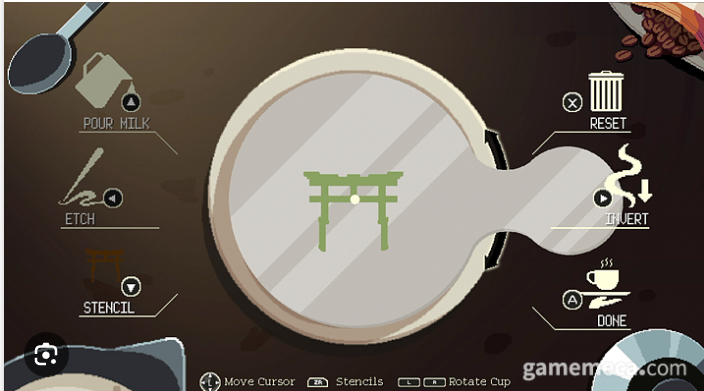 POUR MILK
X
RESET
ETCH
INVERT
STENCIL
A
DONE
gamemeca.com
Move Cursor ZR Stencils L R Rotate Cup